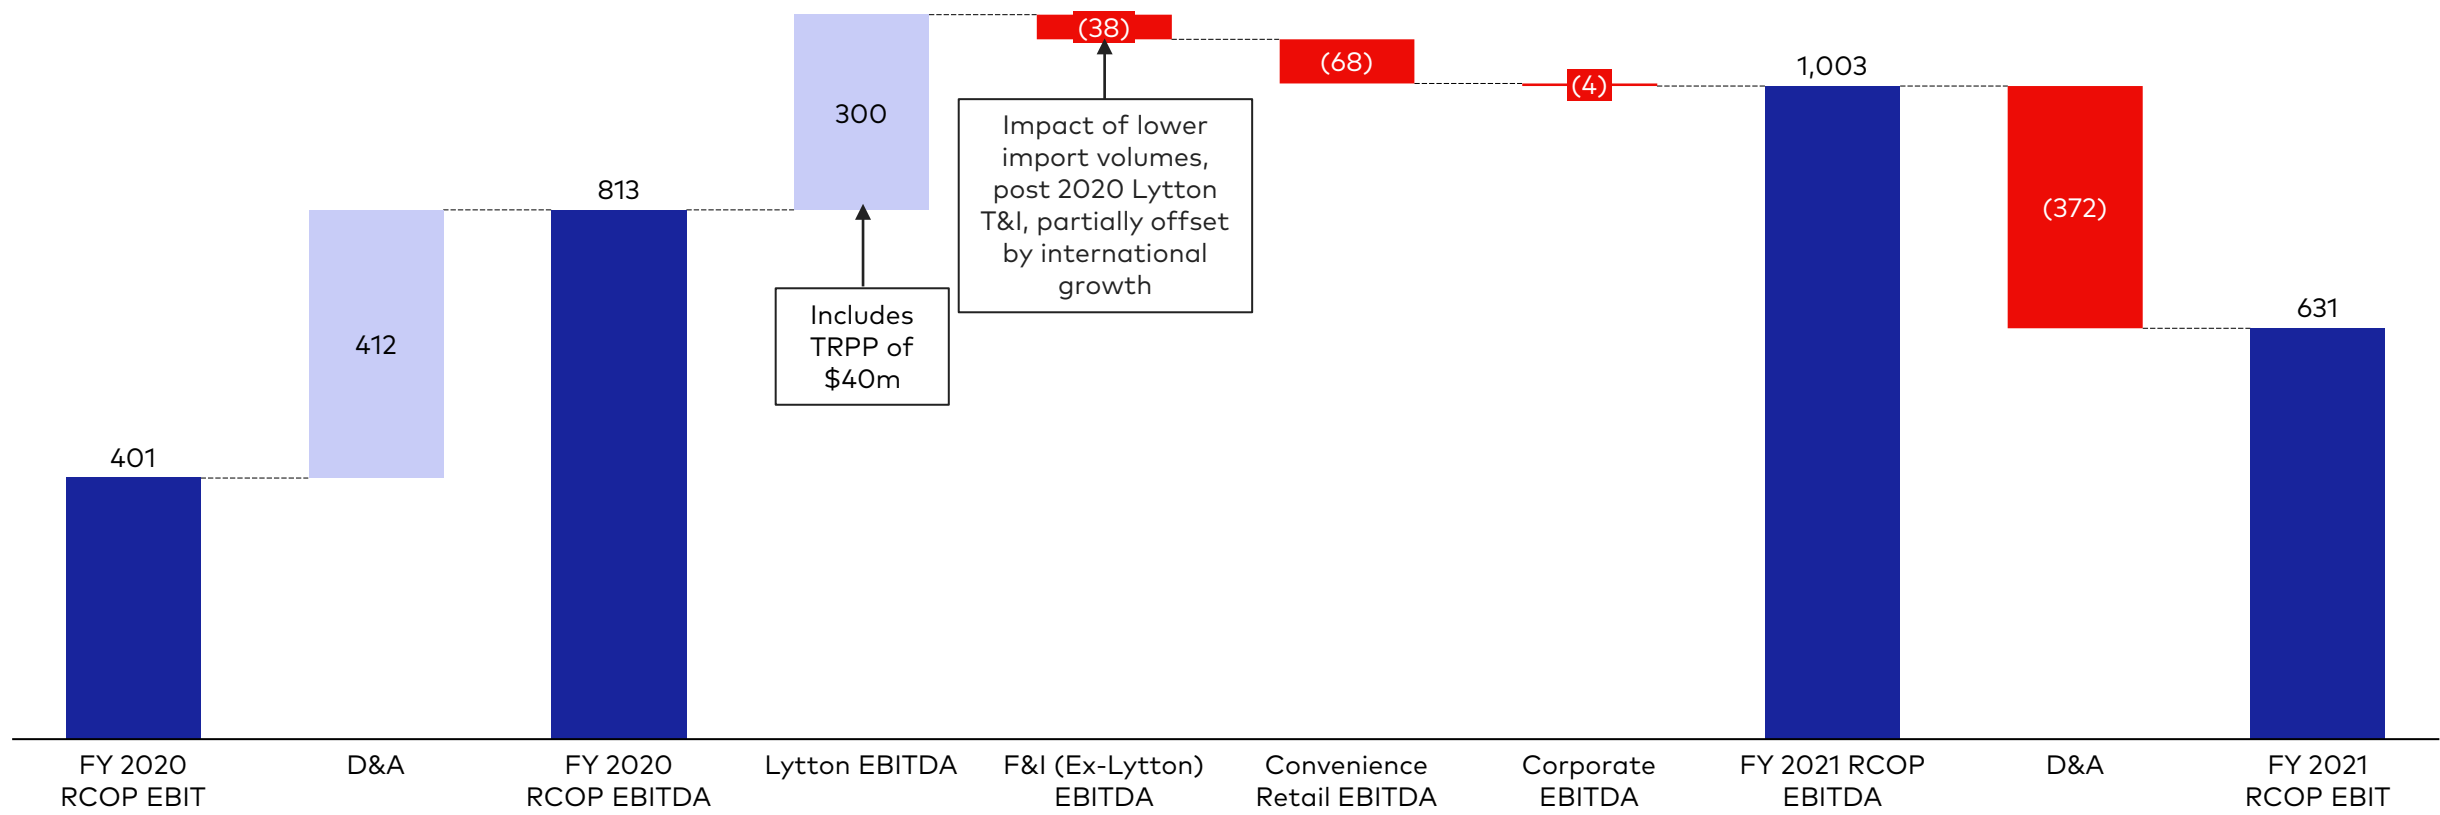 401
412
813
300
(38)
(68)
(4)
1,003
(372)
631
Includes
TRPP of
$40m
Impact of lower
import volumes,
post 2020 Lytton
T&I, partially offset
by international
growth
FY 2020
RCOP EBIT
D&A
FY 2020
RCOP EBITDA
Lytton EBITDA
F&I (Ex-Lytton)
EBITDA
Convenience
Retail EBITDA
Corporate
EBITDA
FY 2021 RCOP
EBITDA
D&A
FY 2021
RCOP EBIT